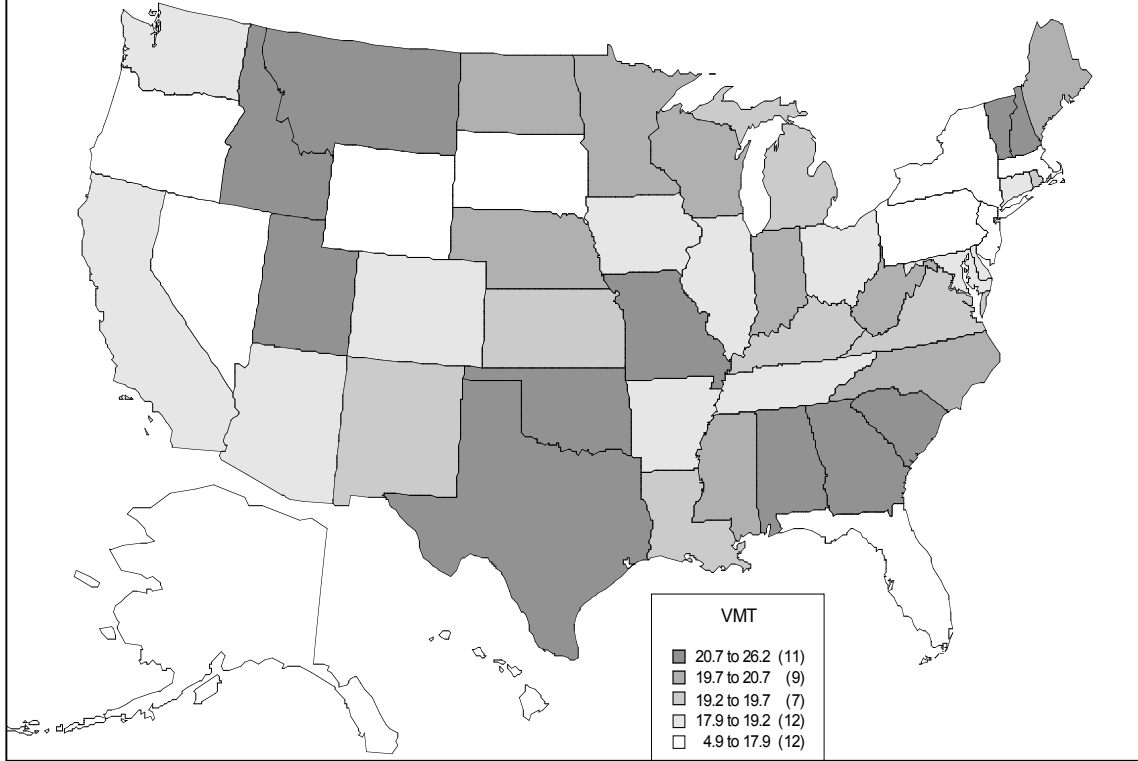 VMT
20.7 to 26.2 (11)
19.7 to 20.7 (9)
19.2 to 19.7 (7)
17.9 to 19.2 (12)
4.9 to 17.9 (12)